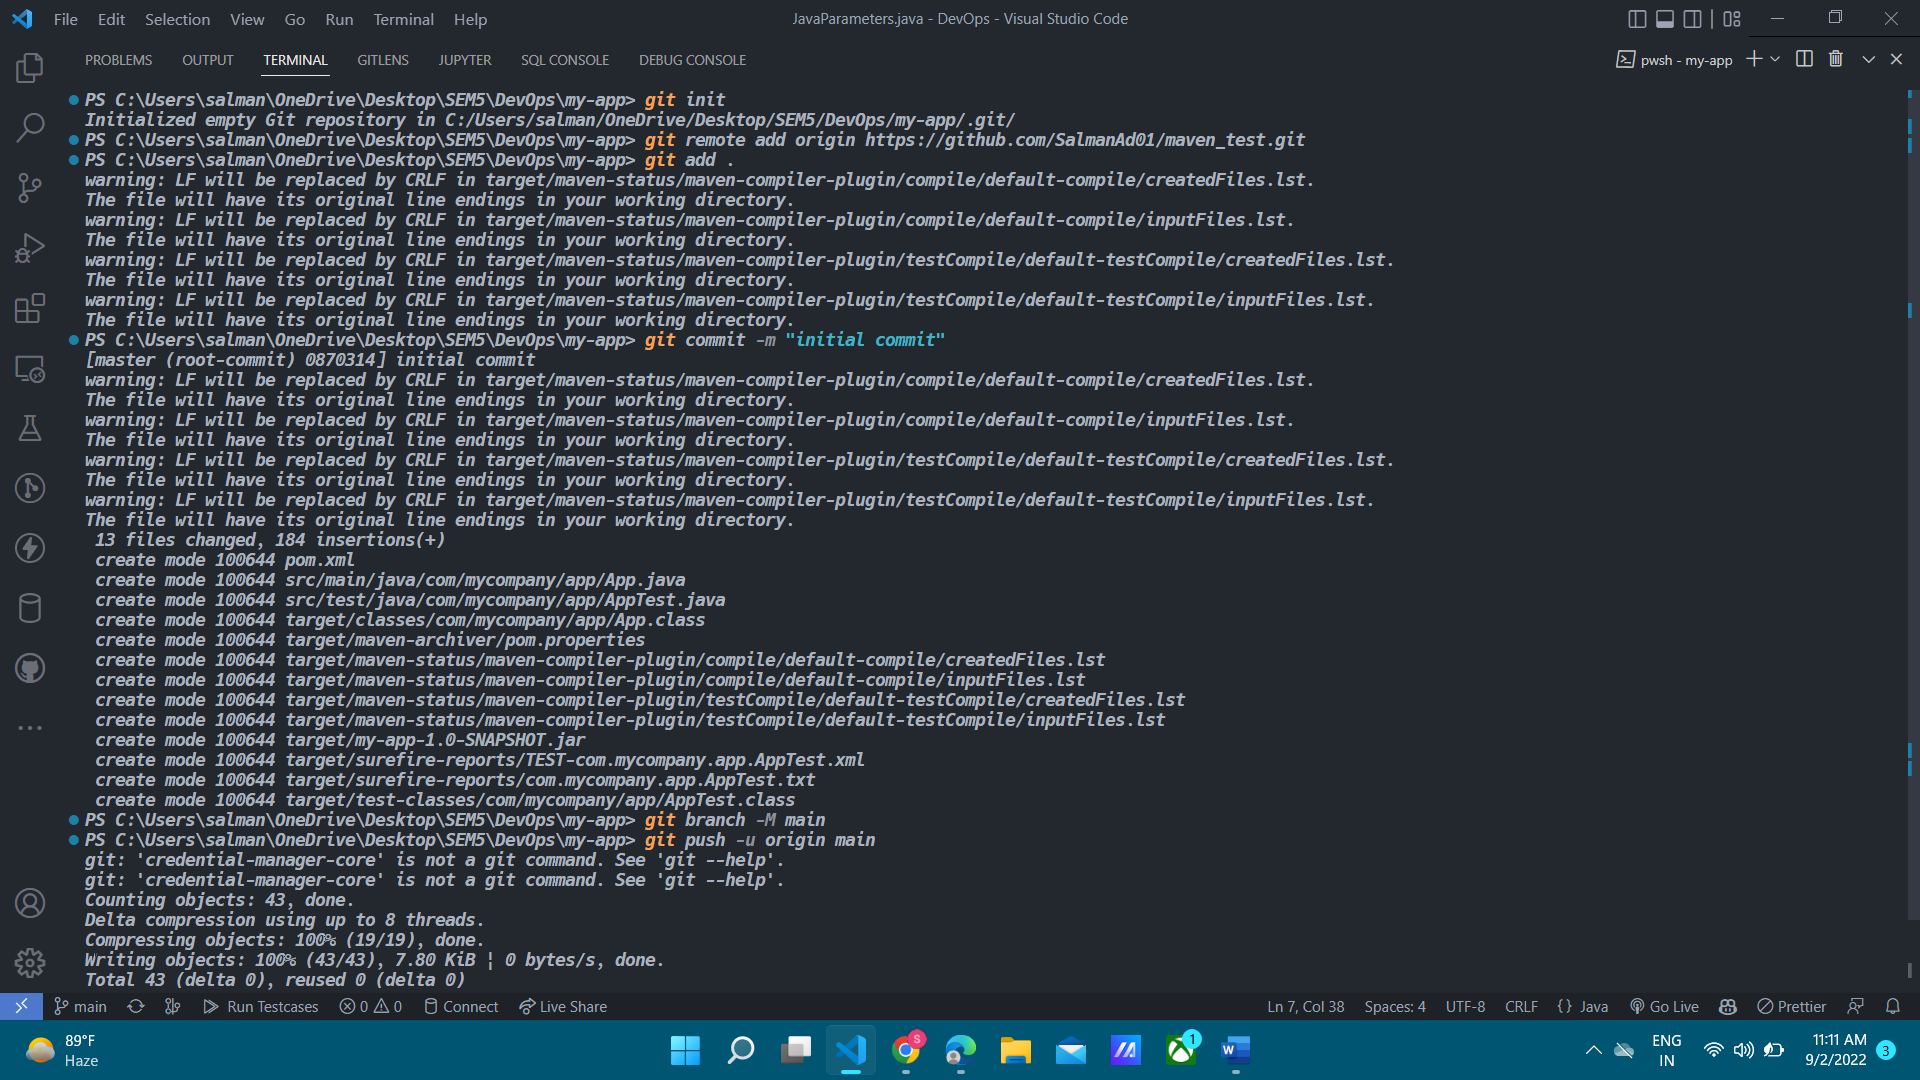 File Edit Selection View Go Run Terminal Help JavaParameters.java - DevOps - Visual Studio Code
PROBLEMS OUTPUT TERMINAL GITLENS JUPYTER SQL CONSOLE DEBUG CONSOLE pwsh - my-app
PS C:\Users\salman\OneDrive\Desktop\SEM5\DevOps\my-app> git init
Initialized empty Git repository in C:/Users/salman/OneDrive/Desktop/SEM5/DevOps/my-app/.git/
PS C:\Users\salman\OneDrive\Desktop\SEM5\DevOps\my-app> git remote add origin https://github.com/SalmanAd01/maven_test.git
PS C:\Users\salman\OneDrive\Desktop\SEM5\DevOps\my-app> git add .
warning: LF will be replaced by CRLF in target/maven-status/maven-compiler-plugin/compile/default-compile/createdFiles.lst.
The file will have its original line endings in your working directory.
warning: LF will be replaced by CRLF in target/maven-status/maven-compiler-plugin/compile/default-compile/inputFiles.lst.
The file will have its original line endings in your working directory.
warning: LF will be replaced by CRLF in target/maven-status/maven-compiler-plugin/testCompile/default-testCompile/createdFiles.lst.
The file will have its original line endings in your working directory.
warning: LF will be replaced by CRLF in target/maven-status/maven-compiler-plugin/testCompile/default-testCompile/inputFiles.lst.
The file will have its original line endings in your working directory.
PS C:\Users\salman\OneDrive\Desktop\SEM5\DevOps\my-app> git commit -m "initial commit"
[master (root-commit) 0870314] initial commit
warning: LF will be replaced by CRLF in target/maven-status/maven-compiler-plugin/compile/default-compile/createdFiles.lst.
The file will have its original line endings in your working directory.
warning: LF will be replaced by CRLF in target/maven-status/maven-compiler-plugin/compile/default-compile/inputFiles.lst.
The file will have its original line endings in your working directory.
warning: LF will be replaced by CRLF in target/maven-status/maven-compiler-plugin/testCompile/default-testCompile/createdFiles.lst.
The file will have its original line endings in your working directory.
warning: LF will be replaced by CRLF in target/maven-status/maven-compiler-plugin/testCompile/default-testCompile/inputFiles.lst.
The file will have its original line endings in your working directory.
13 files changed, 184 insertions(+)
create mode 100644 pom.xml
create mode 100644 src/main/java/com/mycompany/app/App.java
create mode 100644 src/test/java/com/mycompany/app/AppTest.java
create mode 100644 target/classes/com/mycompany/app/App.class
create mode 100644 target/maven-archiver/pom.properties
create mode 100644 target/maven-status/maven-compiler-plugin/compile/default-compile/createdFiles.lst
create mode 100644 target/maven-status/maven-compiler-plugin/compile/default-compile/inputFiles.lst
create mode 100644 target/maven-status/maven-compiler-plugin/testCompile/default-testCompile/createdFiles.lst
create mode 100644 target/maven-status/maven-compiler-plugin/testCompile/default-testCompile/inputFiles.lst
create mode 100644 target/my-app-1.0-SNAPSHOT.jar
create mode 100644 target/surefire-reports/TEST-com.mycompany.app.AppTest.xml
create mode 100644 target/surefire-reports/com.mycompany.app.AppTest.txt
create mode 100644 target/test-classes/com/mycompany/app/AppTest.class
PS C:\Users\salman\OneDrive\Desktop\SEM5\DevOps\my-app> git branch -M main
PS C:\Users\salman\OneDrive\Desktop\SEM5\DevOps\my-app> git push -u origin main
git: 'credential-manager-core' is not a git command. See 'git --help'.
git: 'credential-manager-core' is not a git command. See 'git --help'.
Counting objects: 43, done.
Delta compression using up to 8 threads.
Compressing objects: 100% (19/19), done.
Writing objects: 100% (43/43), 7.80 KiB ¦ 0 bytes/s, done.
Total 43 (delta 0), reused 0 (delta 0)
main Run Testcases 0 0 Connect Live Share Ln 7, Col 38 Spaces: 4 UTF-8 CRLF {} Java Go Live Prettier
89°F
Haze
S
1
W
ENG
IN
11:11 AM
9/2/2022
3